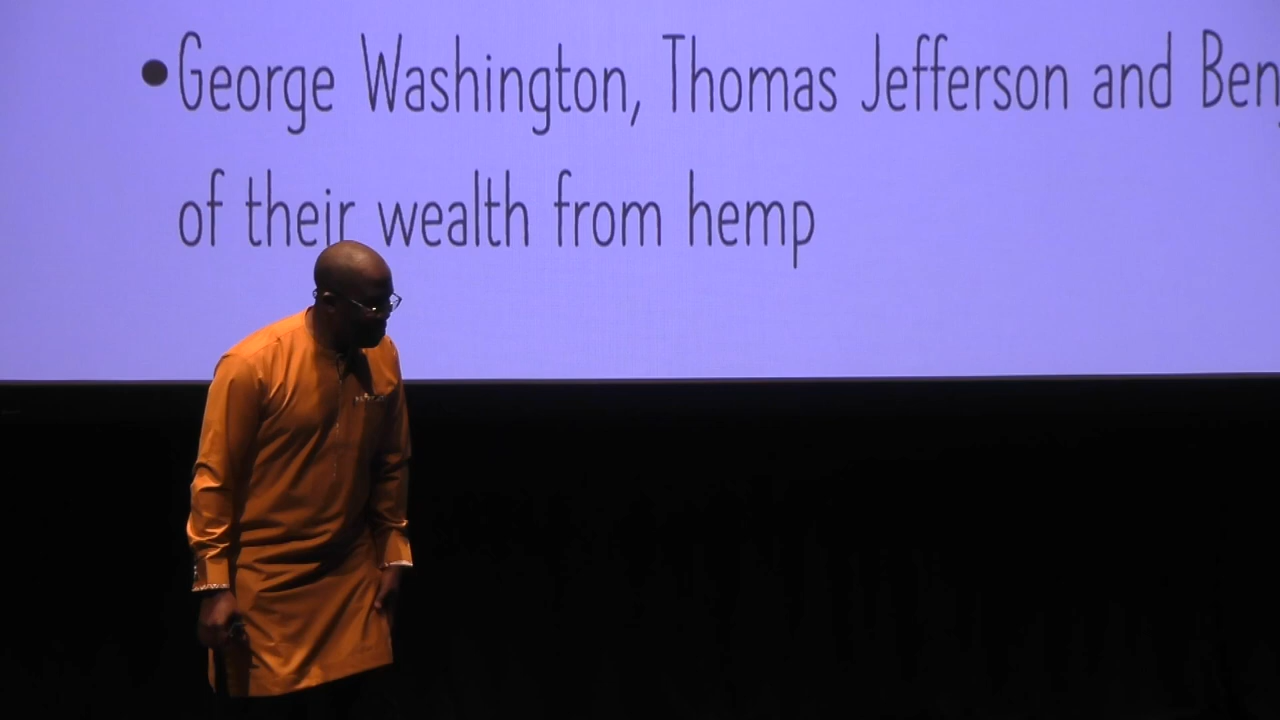 •George Washington, Thomas Jefferson and Ben
of their wealth from hemp